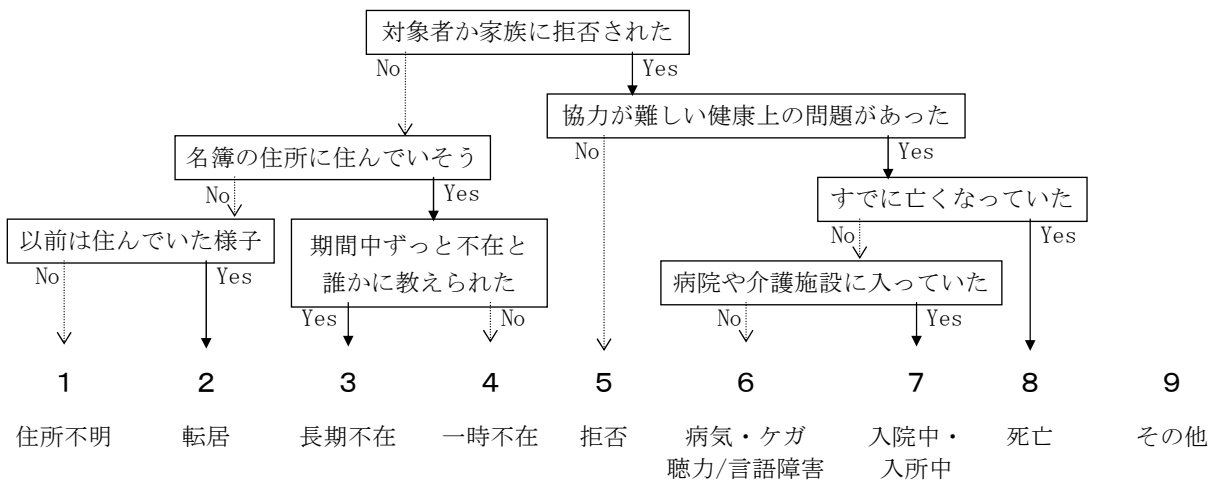 対象者か家族に拒否された
No
Yes
協力が難しい健康上の問題があった
No
Yes
名簿の住所に住んでいそう
No
Yes
すでに亡くなっていた
No
Yes
以前は住んでいた様子
No
Yes
期間中ずっと不在と
誰かに教えられた
Yes
No
病院や介護施設に入っていた
No
Yes
1 2 3 4 5 6 7 8 9
住所不明 転居 長期不在 一時不在 拒否 病気・ケガ 入院中・ 死亡 その他
聴力/言語障害 入所中